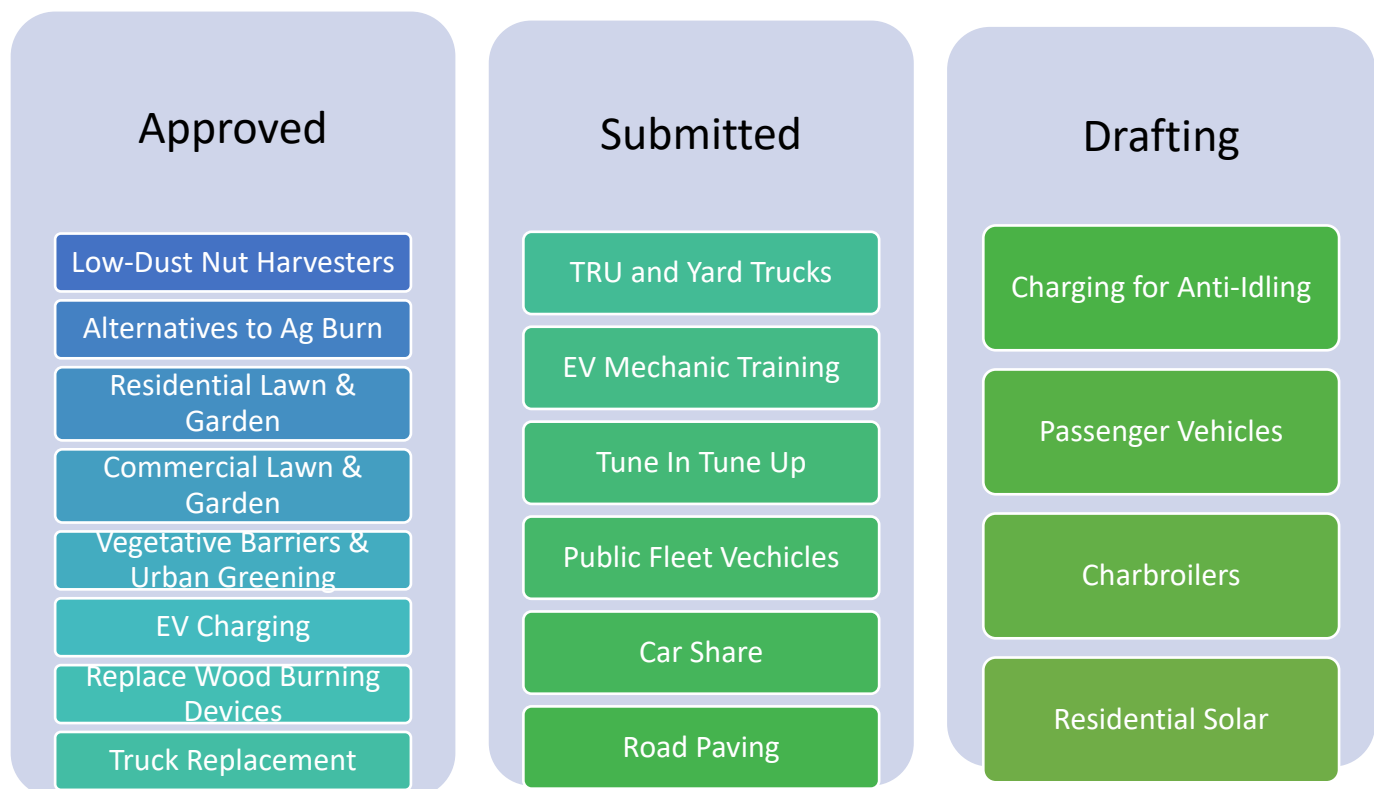 Approved
Low-Dust Nut Harvesters
Alternatives to Ag Burn
Residential Lawn &
Garden
Commercial Lawn &
Garden
Vegetative Barriers &
Urban Greening
EV Charging
Replace Wood Burning
Devices
Truck Replacement
Submitted
TRU and Yard Trucks
EV Mechanic Training
Tune In Tune Up
Public Fleet Vechicles
Car Share
Road Paving
Drafting
Charging for Anti-Idling
Passenger Vehicles
Charbroilers
Residential Solar